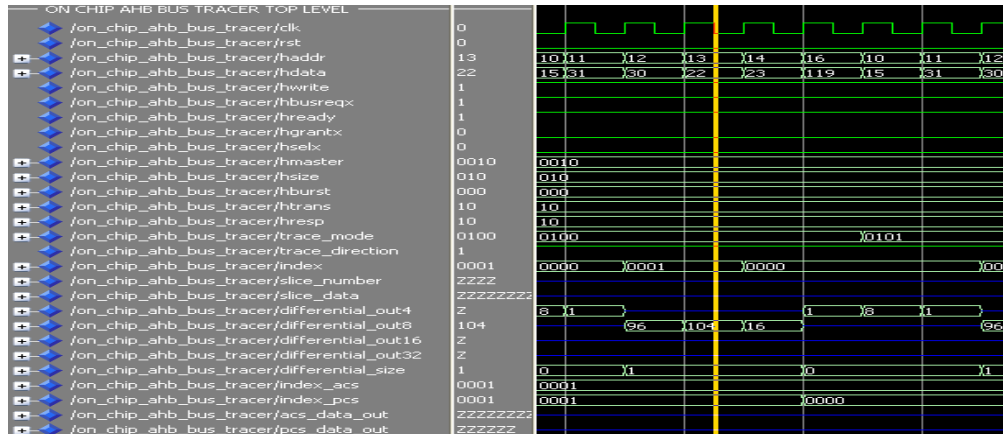 ON CHIP AHB BUS TRACER TOP LEVEL
/on_chip_ahb_bus_tracer/clk 0
/on_chip_ahb_bus_tracer/rst 0
/on_chip_ahb_bus_tracer/haddr 13 10 11 12 13 14 16 10 11 12
/on_chip_ahb_bus_tracer/hdata 22 15 31 30 22 23 119 15 31 30
/on_chip_ahb_bus_tracer/hwrite 1
/on_chip_ahb_bus_tracer/hbusreqx 1
/on_chip_ahb_bus_tracer/hready 1
/on_chip_ahb_bus_tracer/hgrantx 0
/on_chip_ahb_bus_tracer/hselx 0
/on_chip_ahb_bus_tracer/hmaster 0010 0010
/on_chip_ahb_bus_tracer/hsize 010 010
/on_chip_ahb_bus_tracer/hburst 000 000
/on_chip_ahb_bus_tracer/htrans 10 10
/on_chip_ahb_bus_tracer/hresp 10 10
/on_chip_ahb_bus_tracer/trace_mode 0100 0100 0101
/on_chip_ahb_bus_tracer/trace_direction 1
/on_chip_ahb_bus_tracer/index 0001 0000 0001 0000 00
/on_chip_ahb_bus_tracer/slice_number ZZZZ
/on_chip_ahb_bus_tracer/slice_data ZZZZZZZZ
/on_chip_ahb_bus_tracer/differential_out4 Z 8 1 1 8 1
/on_chip_ahb_bus_tracer/differential_out8 104 96 104 16 96
/on_chip_ahb_bus_tracer/differential_out16 Z
/on_chip_ahb_bus_tracer/differential_out32 Z
/on_chip_ahb_bus_tracer/differential_size 1 0 1 0 1
/on_chip_ahb_bus_tracer/index_acs 0001 0001
/on_chip_ahb_bus_tracer/index_pcs 0001 0001 0000
/on_chip_ahb_bus_tracer/acs_data_out ZZZZZZZZ
/on_chip_ahb_bus_tracer/pcs_data_out ZZZZZZ